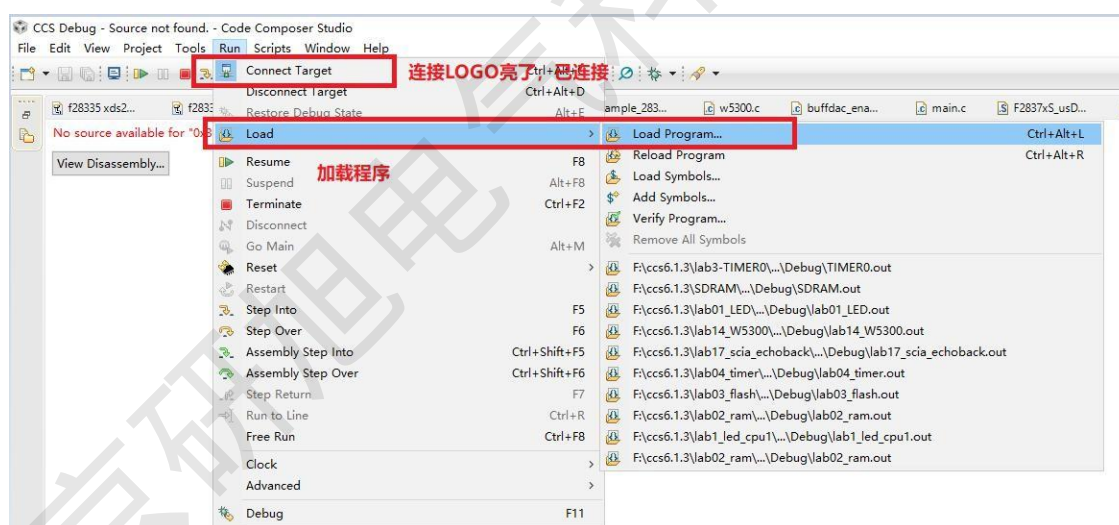 CCS Debug - Source not found. - Code Composer Studio
File Edit View Project Tools Run Scripts Window Help
Connect Target
连接LOGO亮了，已连接
Disconnect Target Ctrl+Alt+D
f28335 xds2... f2833 ample_283... w5300.c buffdac_ena... main.c F2837xS_usD...
Restore Debug State Alt+E
No source available for "0x3
Load Load Program... Ctrl+Alt+L
View Disassembly...
Resume F8 Reload Program Ctrl+Alt+R
加载程序
Suspend Alt+F8 Load Symbols...
Terminate Ctrl+F2 Add Symbols...
Disconnect Verify Program...
Go Main Alt+M Remove All Symbols
Reset F:\ccs6.1.3\lab3-TIMER0\...\Debug\TIMER0.out
Restart F:\ccs6.1.3\SDRAM\...\Debug\SDRAM.out
Step Into F5 F:\ccs6.1.3\lab01_LED\...\Debug\lab01_LED.out
Step Over F6 F:\ccs6.1.3\lab14_W5300\...\Debug\lab14_W5300.out
Assembly Step Into Ctrl+Shift+F5 F:\ccs6.1.3\lab17_scia_echoback\...\Debug\lab17_scia_echoback.out
Assembly Step Over Ctrl+Shift+F6 F:\ccs6.1.3\lab04_timer\...\Debug\lab04_timer.out
Step Return F7 F:\ccs6.1.3\lab03_flash\...\Debug\lab03_flash.out
Run to Line Ctrl+R F:\ccs6.1.3\lab02_ram\...\Debug\lab02_ram.out
Free Run Ctrl+F8 F:\ccs6.1.3\lab1_led_cpu1\...\Debug\lab1_led_cpu1.out
Clock F:\ccs6.1.3\lab02_ram\...\Debug\lab02_ram.out
Advanced
Debug F11
京研旭电气科